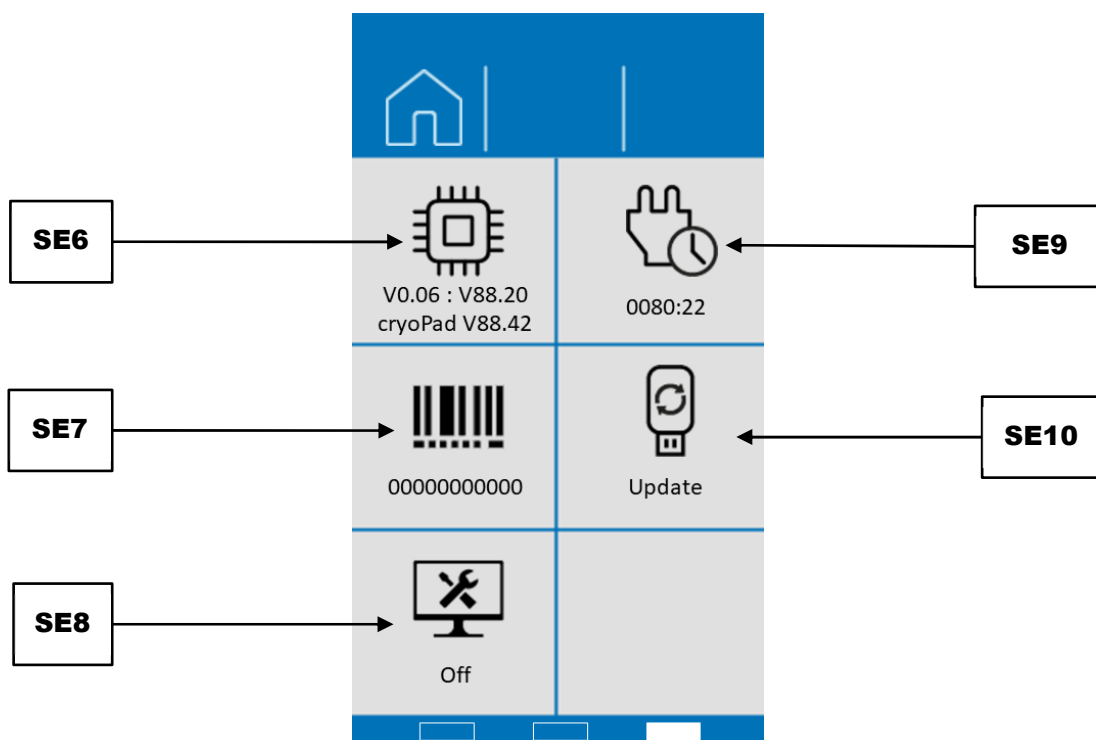 SE6
V0.06 : V88.20
cryoPad V88.42
SE9
0080:22
SE7
00000000000
SE10
Update
SE8
Off